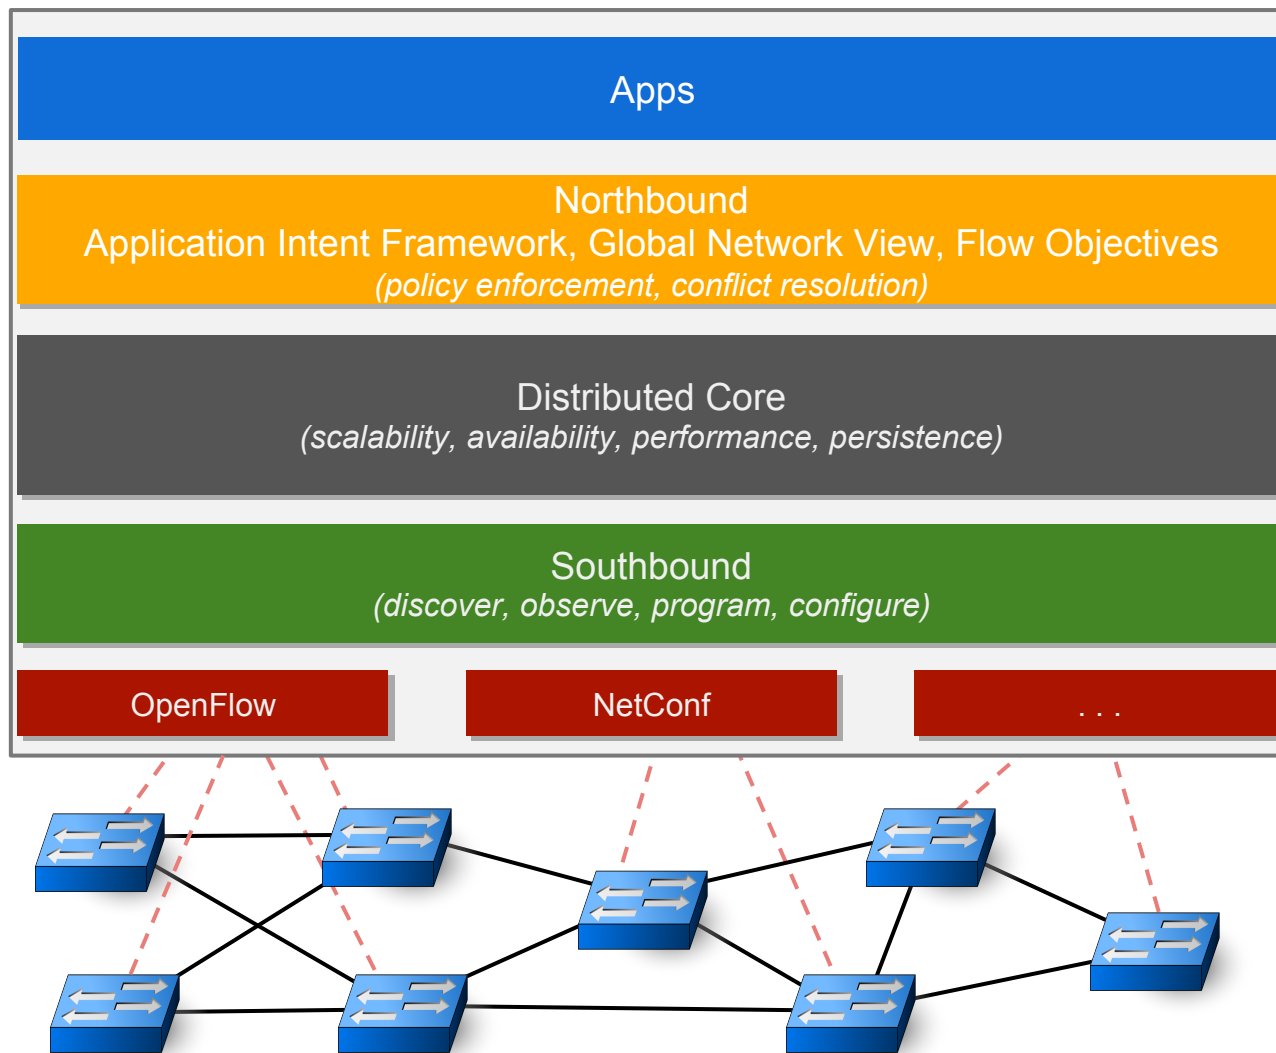 Apps
Northbound
Application Intent Framework, Global Network View, Flow Objectives
(policy enforcement, conflict resolution)
Distributed Core
(scalability, availability, performance, persistence)
Southbound
(discover, observe, program, configure)
OpenFlow
NetConf
. . .